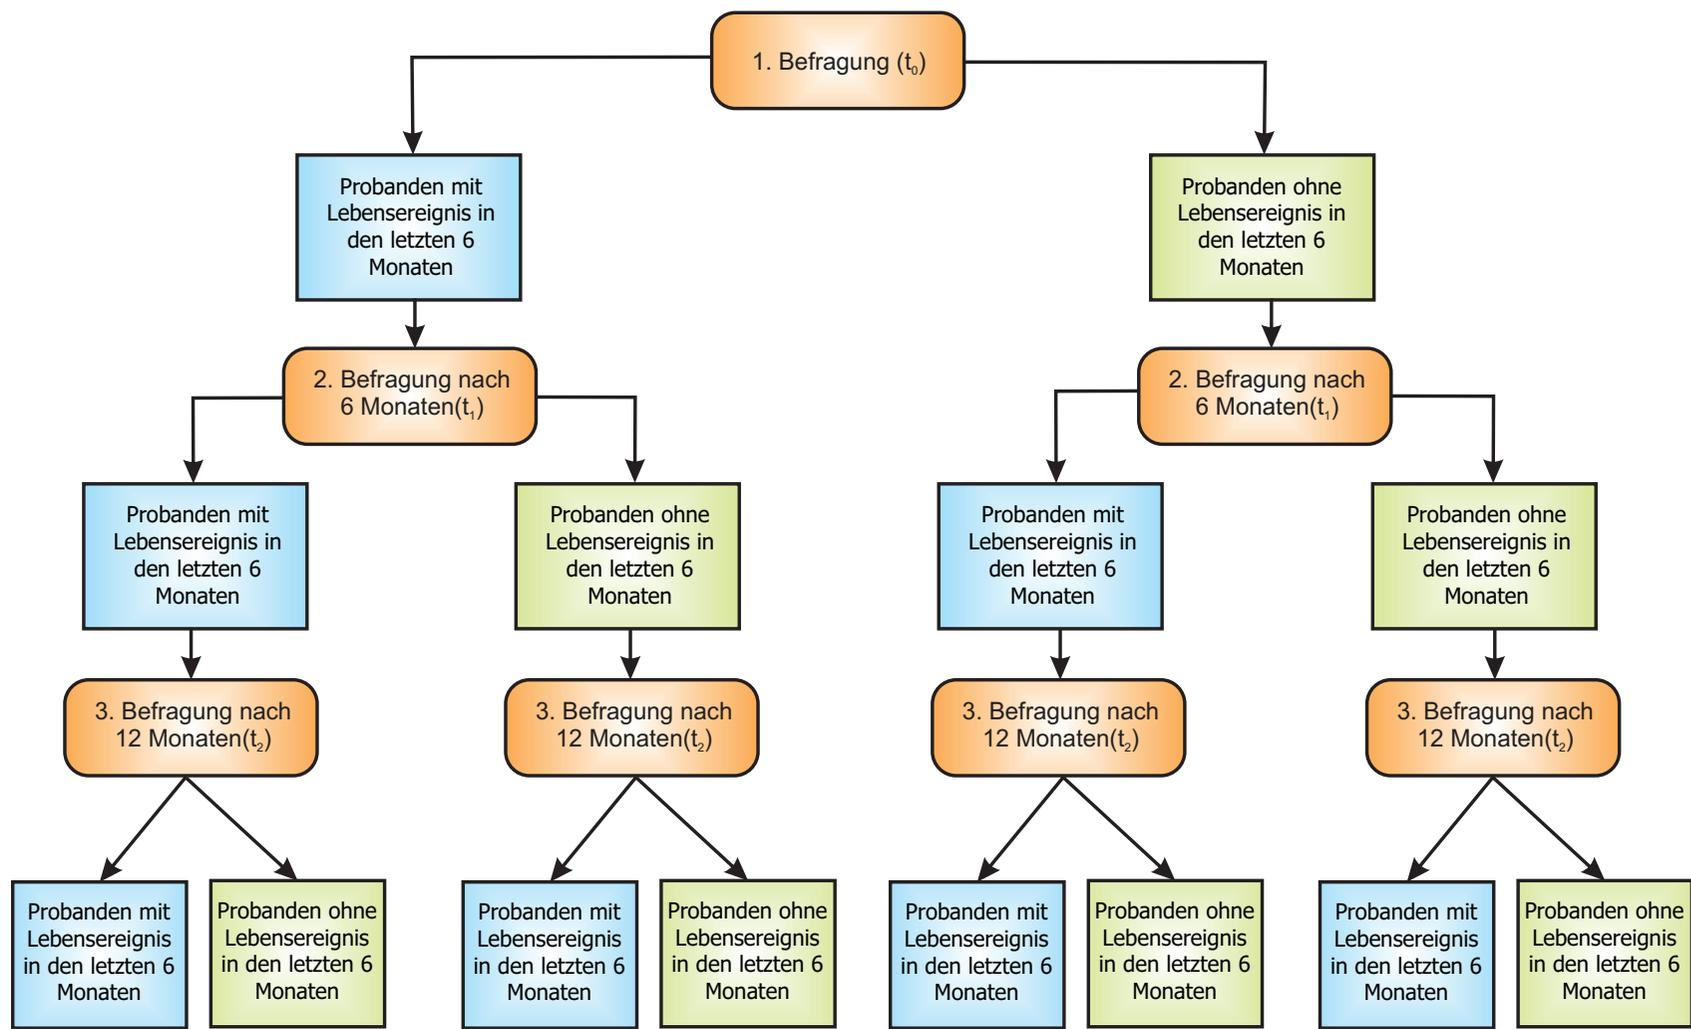 1. Befragung (t0)
Probanden mit
Lebensereignis in
den letzten 6
Monaten
Probanden ohne
Lebensereignis in
den letzten 6
Monaten
2. Befragung nach
6 Monaten(t1)
2. Befragung nach
6 Monaten(t1)
Probanden mit
Lebensereignis in
den letzten 6
Monaten
Probanden ohne
Lebensereignis in
den letzten 6
Monaten
Probanden mit
Lebensereignis in
den letzten 6
Monaten
Probanden ohne
Lebensereignis in
den letzten 6
Monaten
3. Befragung nach
12 Monaten(t2)
3. Befragung nach
12 Monaten(t2)
3. Befragung nach
12 Monaten(t2)
3. Befragung nach
12 Monaten(t2)
Probanden mit
Lebensereignis
in den letzten 6
Monaten
Probanden ohne
Lebensereignis
in den letzten 6
Monaten
Probanden mit
Lebensereignis
in den letzten 6
Monaten
Probanden ohne
Lebensereignis
in den letzten 6
Monaten
Probanden mit
Lebensereignis
in den letzten 6
Monaten
Probanden ohne
Lebensereignis
in den letzten 6
Monaten
Probanden mit
Lebensereignis
in den letzten 6
Monaten
Probanden ohne
Lebensereignis
in den letzten 6
Monaten